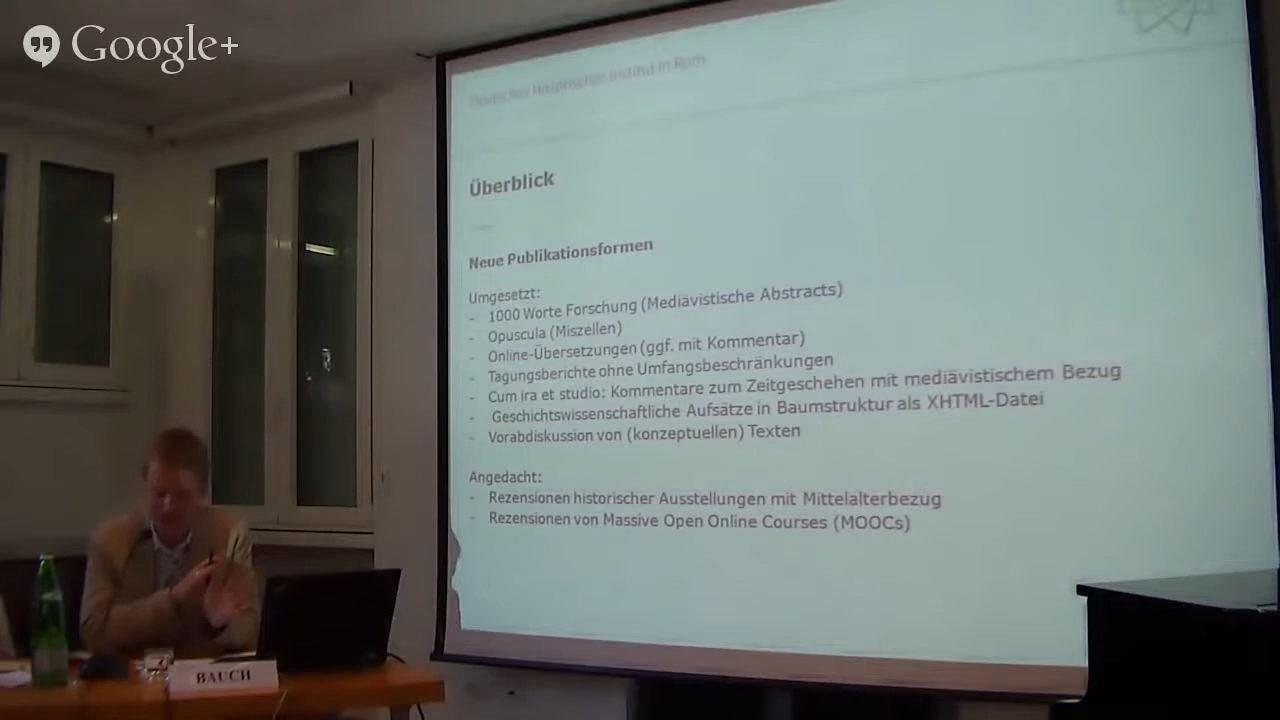 Google+
Deutsches Historisches Institut in Rom
Überblick
Neue Publikationsformen
Umgesetzt:
- 1000 Worte Forschung (Mediävistische Abstracts)
- Opuscula (Miszellen)
- Online-Übersetzungen (ggf. mit Kommentar)
- Tagungsberichte ohne Umfangsbeschränkungen
- Cum ira et studio: Kommentare zum Zeitgeschehen mit mediävistischem Bezug
- Geschichtswissenschaftliche Aufsätze in Baumstruktur als XHTML-Datei
- Vorabdiskussion von (konzeptuellen) Texten
Angedacht:
- Rezensionen historischer Ausstellungen mit Mittelalterbezug
- Rezensionen von Massive Open Online Courses (MOOCs)
BAUCH